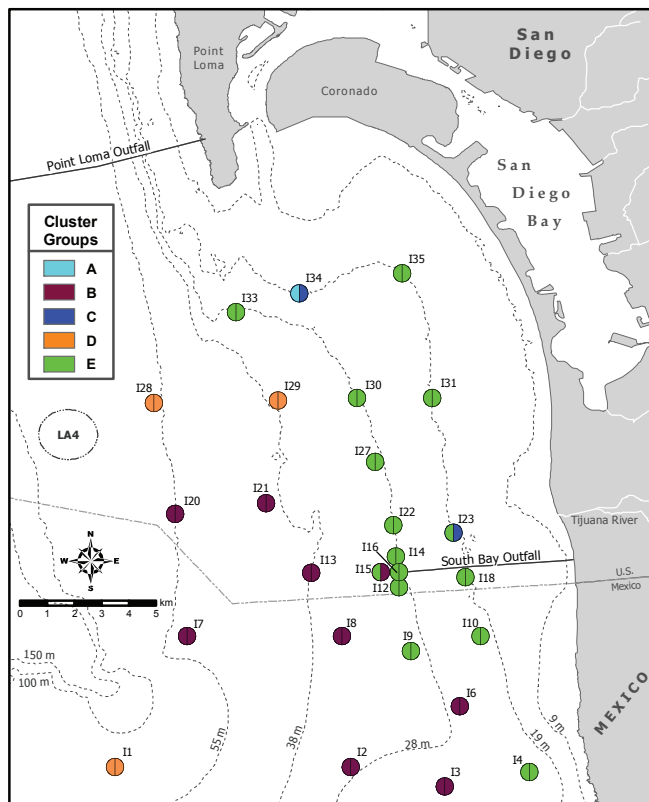 San
Diego
Point
Loma
Coronado
Point Loma Outfall
San
Diego
Bay
Cluster
Groups
A
B
C
D
E
I35
I34
I33
I28
I29
I30
I31
LA4
I27
I21
I20
I22
I23
Tijuana River
N
W E
S
I16
I14
South Bay Outfall
I13
I15
I18
U.S.
Mexico
I12
0 1 2 3 4 5
km
I7
I8
I9
I10
150 m
100 m
I6
MEXICO
55 m
38 m
28 m
19 m
9 m
I1
I2
I3
I4